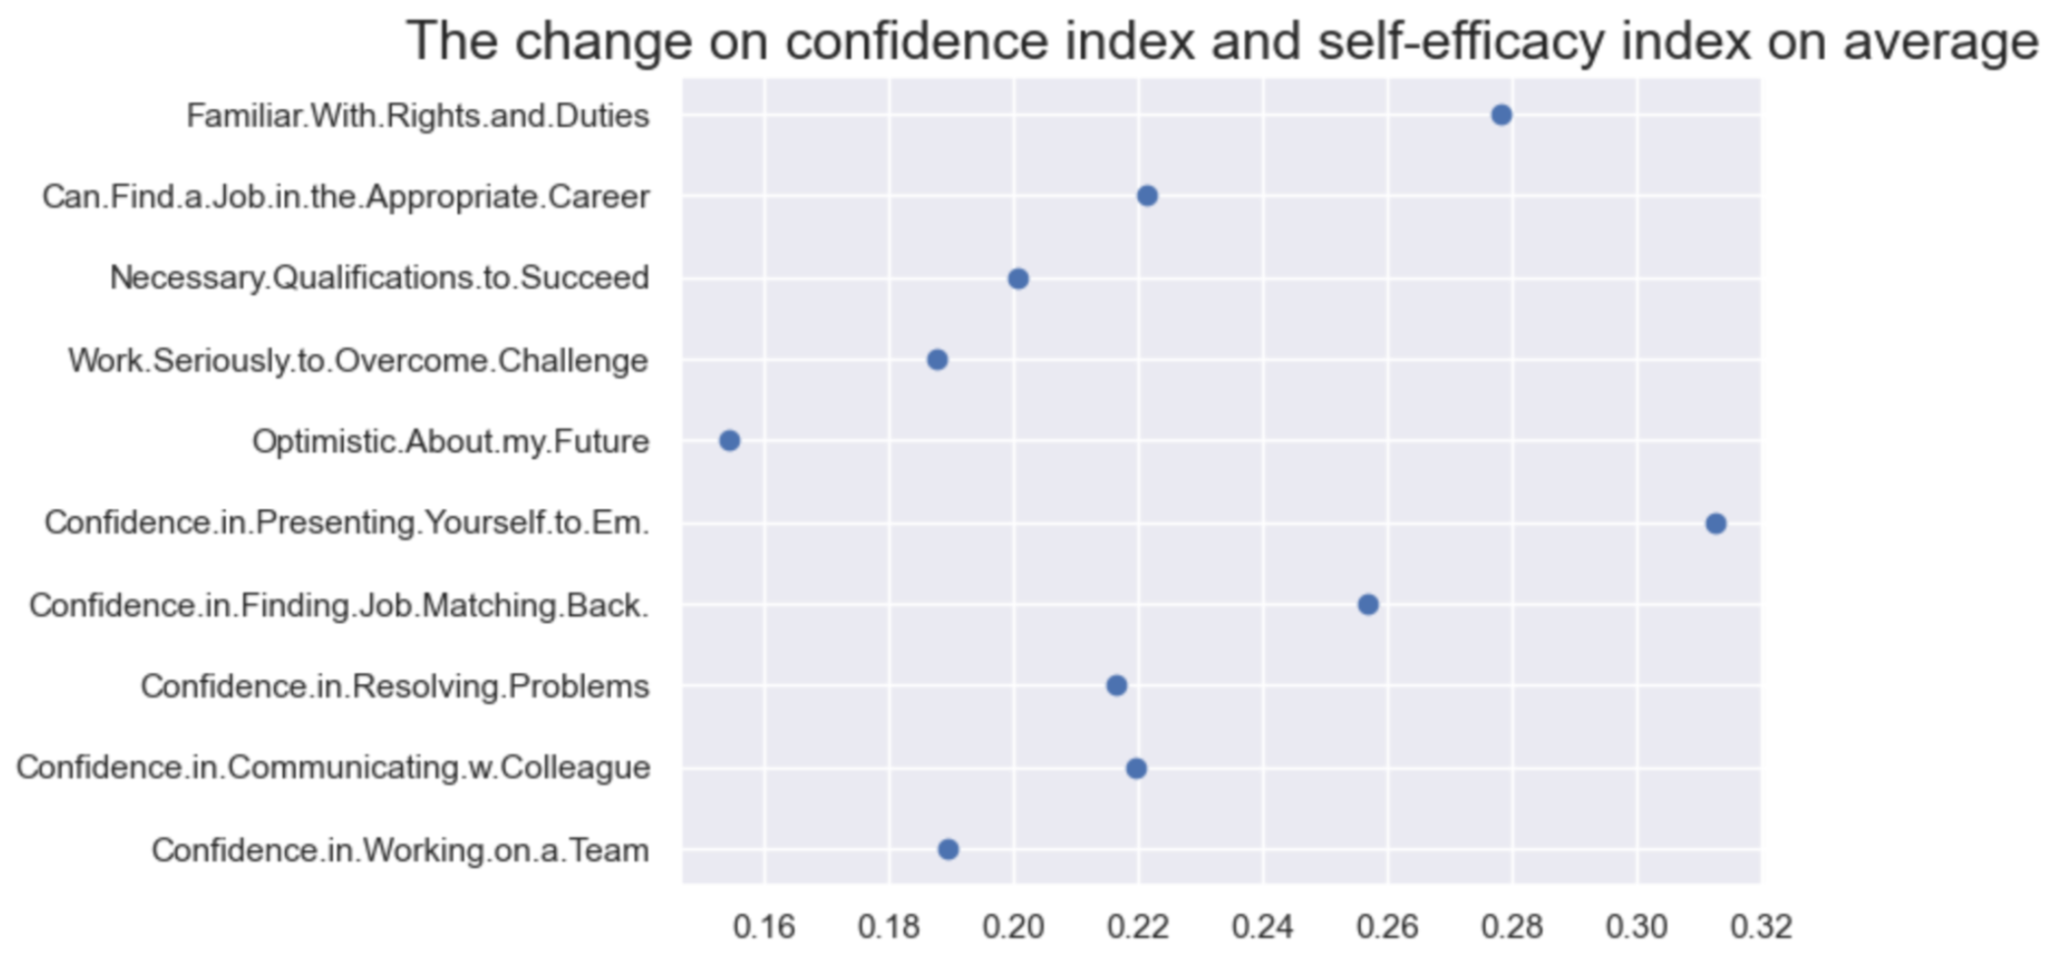 The change on confidence index and self-efficacy index on average
Familiar.With.Rights.and.Duties
Can.Find.a.Job.in.the.Appropriate.Career
Necessary.Qualifications.to.Succeed
Work.Seriously.to.Overcome.Challenge
Optimistic.About.my.Future
Confidence.in.Presenting.Yourself.to.Em.
Confidence.in.Finding.Job.Matching.Back.
Confidence.in.Resolving.Problems
Confidence.in.Communicating.w.Colleague
Confidence.in.Working.on.a.Team
0.16 0.18 0.20 0.22 0.24 0.26 0.28 0.30 0.32